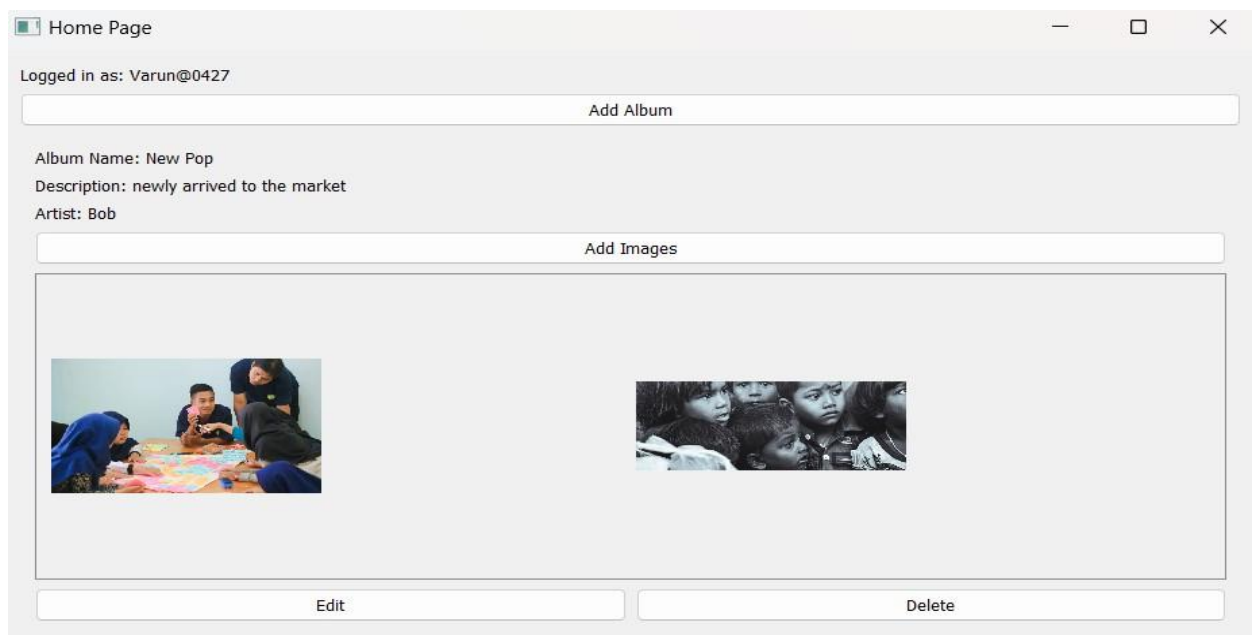 Home Page
Logged in as: Varun@0427
Add Album
Album Name: New Pop
Description: newly arrived to the market
Artist: Bob
Add Images
Edit Delete